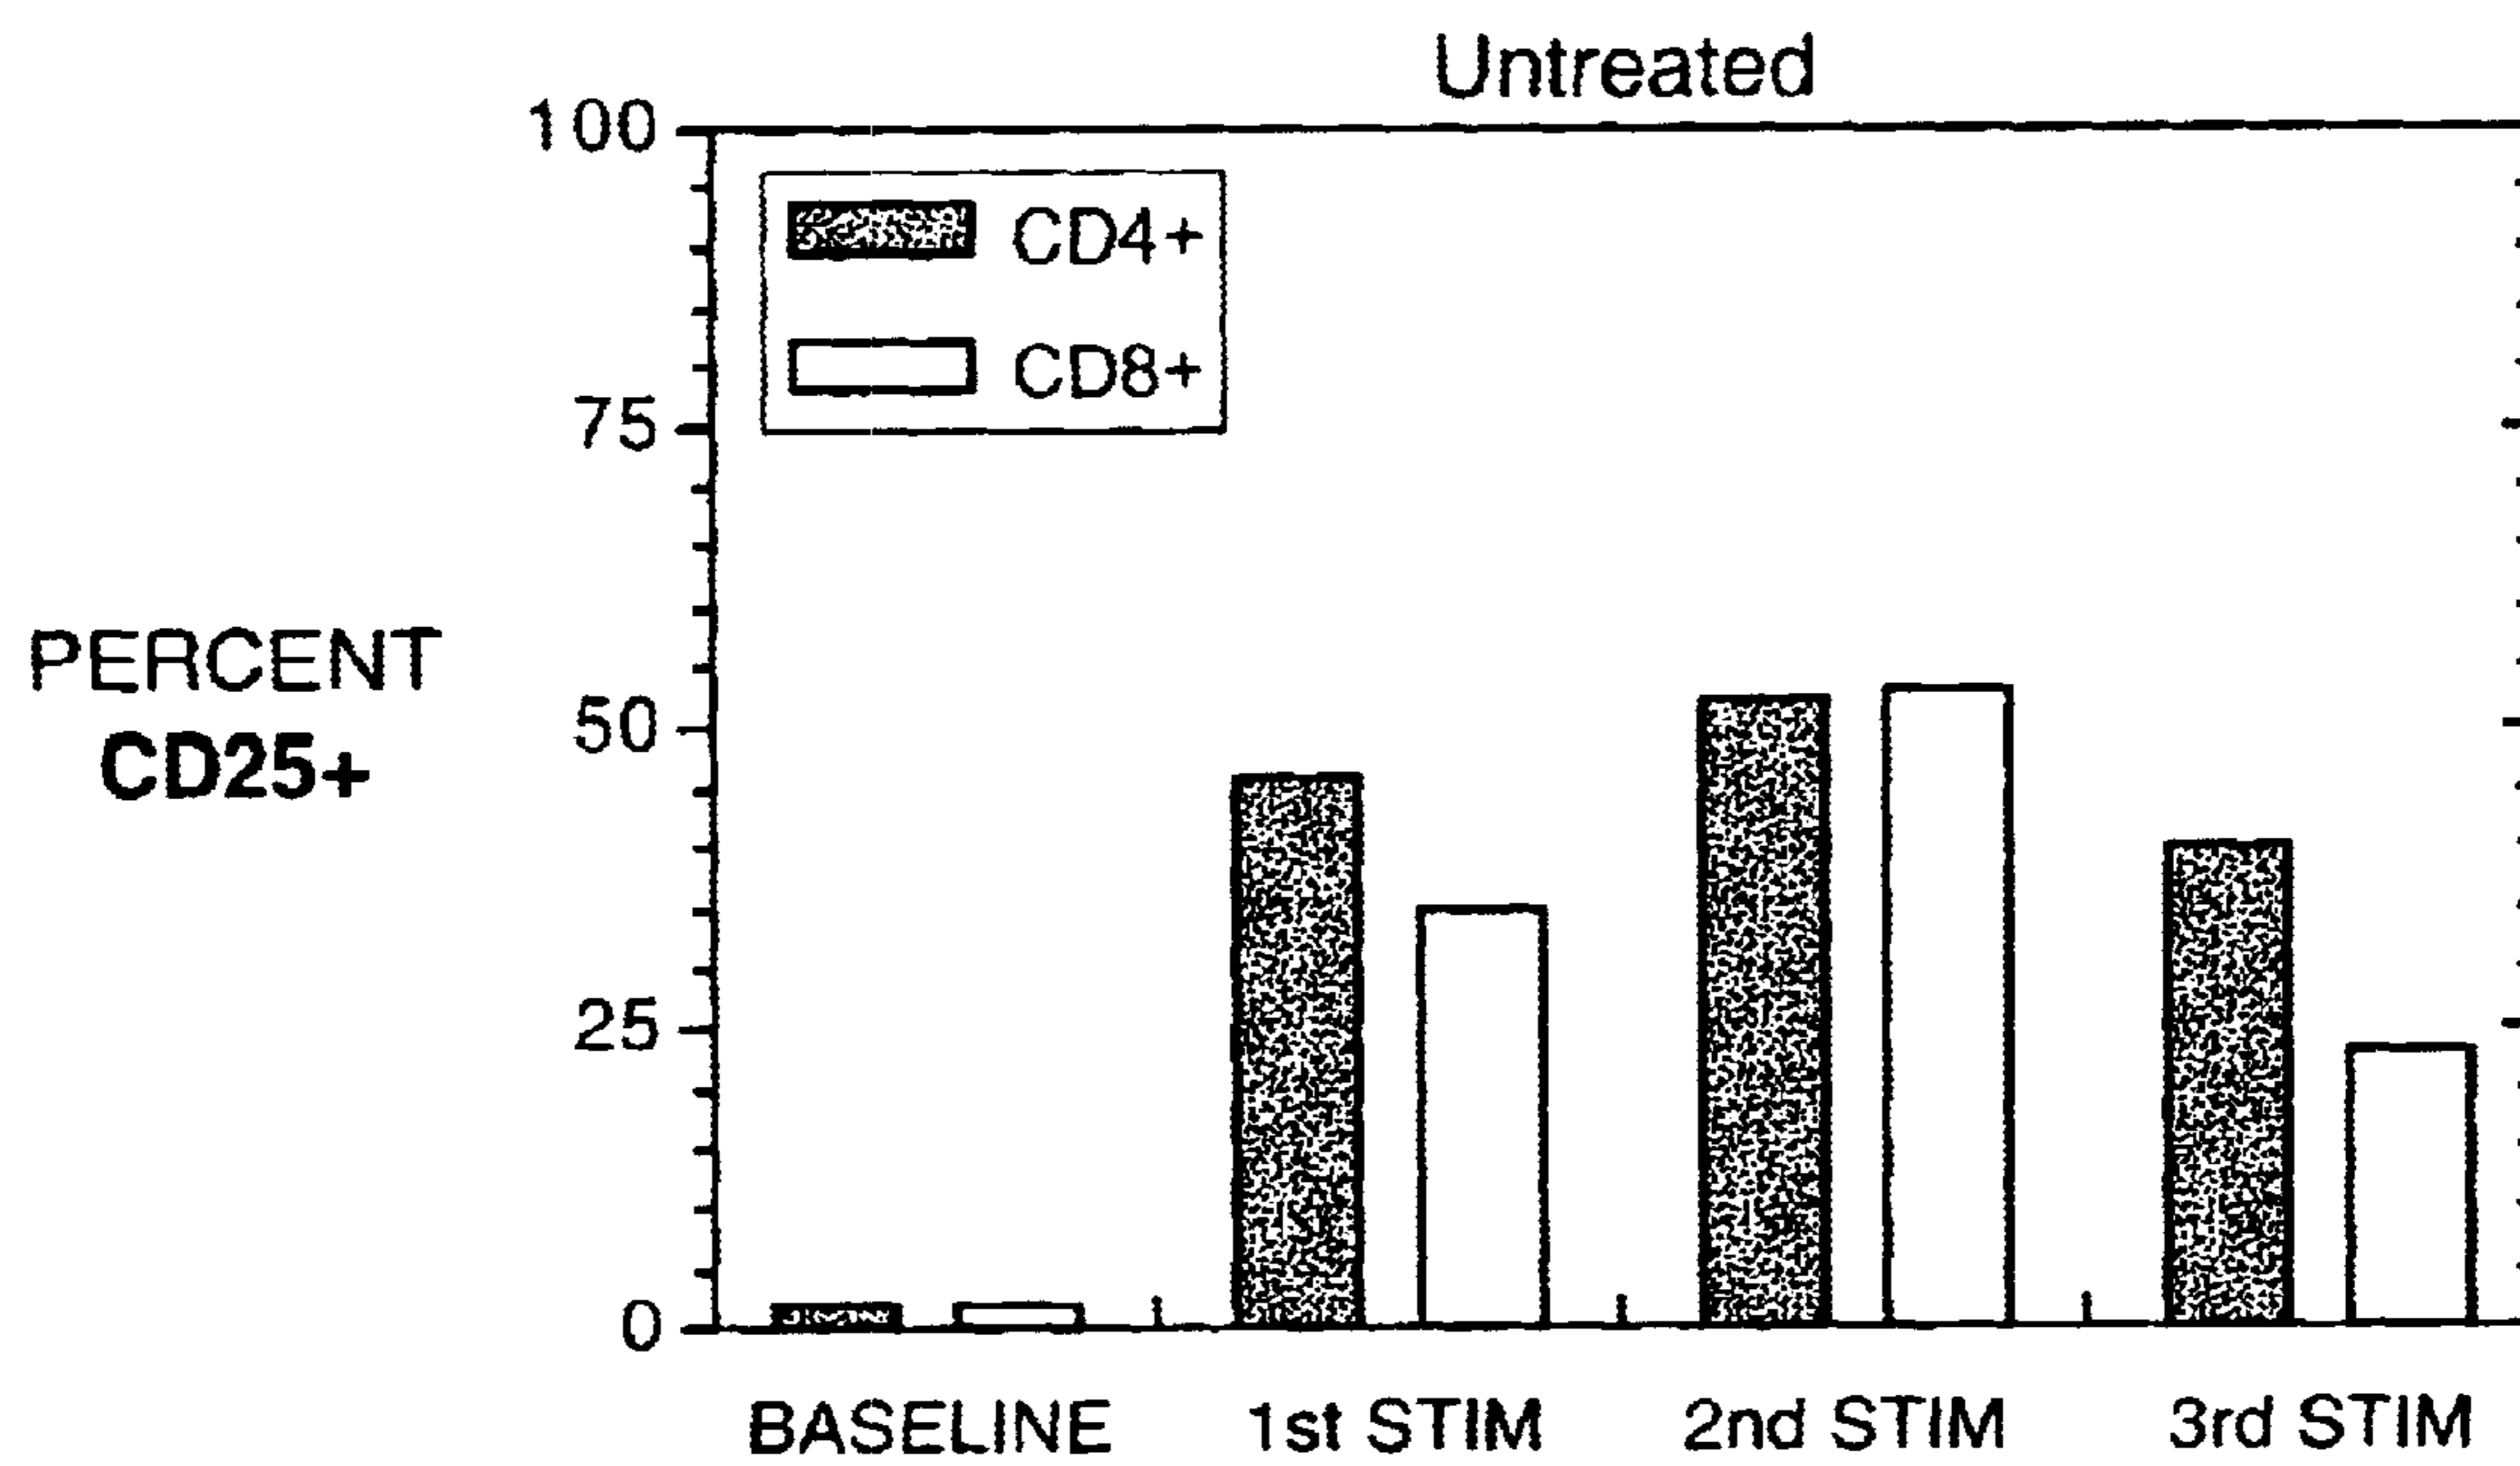 Untreated
100
CD4+
CD8+
75
PERCENT
CD25+
50
25
0
BASELINE 1st STIM 2nd STIM 3rd STIM